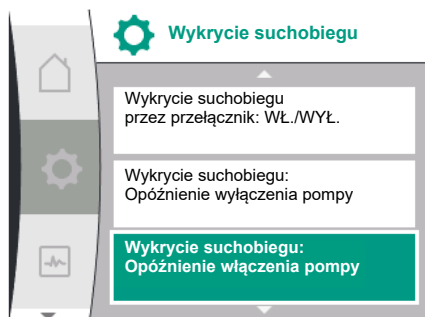 Wykrycie suchobiegu
Wykrycie suchobiegu
przez przełącznik: WŁ./WYŁ.
Wykrycie suchobiegu:
Opóźnienie wyłączenia pompy
Wykrycie suchobiegu:
Opóźnienie włączenia pompy